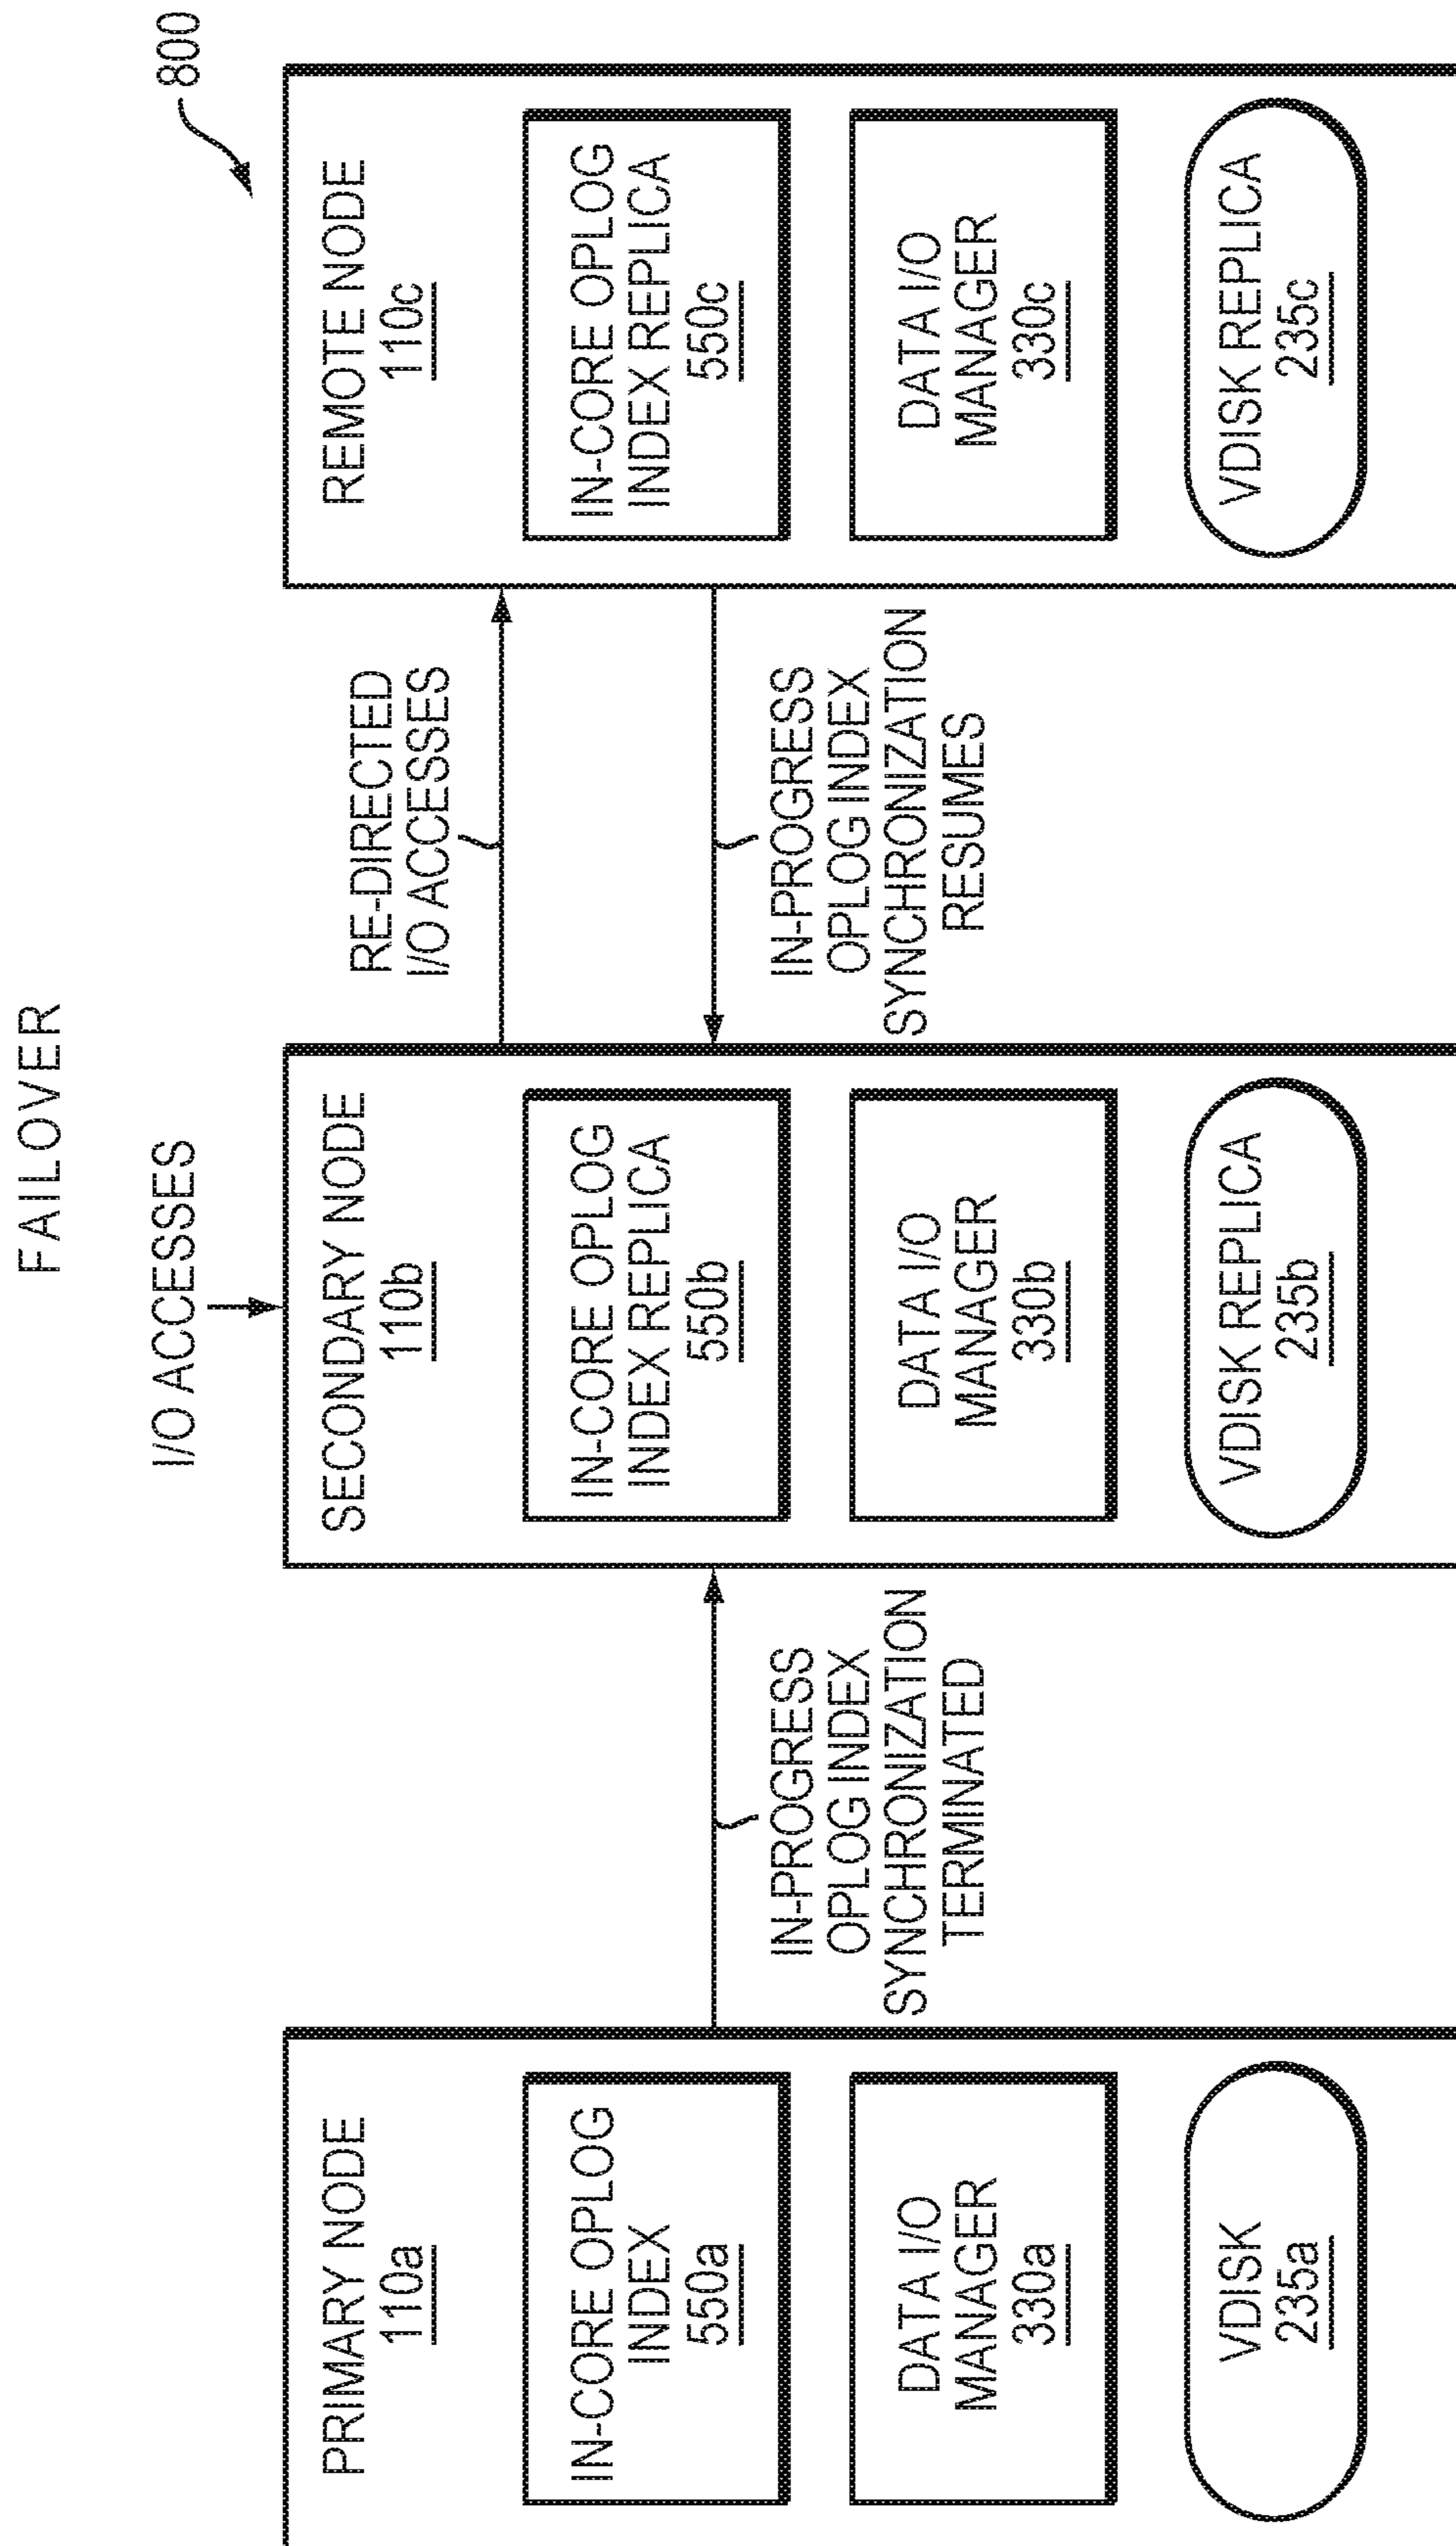 FAILOVER
800
I/O ACCESSES
PRIMARY NODE
110a
IN-CORE OPLOG
INDEX
550a
DATA I/O
MANAGER
330a
VDISK
235a
IN-PROGRESS
OPLOG INDEX
SYNCHRONIZATION
TERMINATED
SECONDARY NODE
110b
IN-CORE OPLOG
INDEX REPLICA
550b
DATA I/O
MANAGER
330b
VDISK REPLICA
235b
RE-DIRECTED
I/O ACCESSES
IN-PROGRESS
OPLOG INDEX
SYNCHRONIZATION
RESUMES
REMOTE NODE
110c
IN-CORE OPLOG
INDEX REPLICA
550c
DATA I/O
MANAGER
330c
VDISK REPLICA
235c